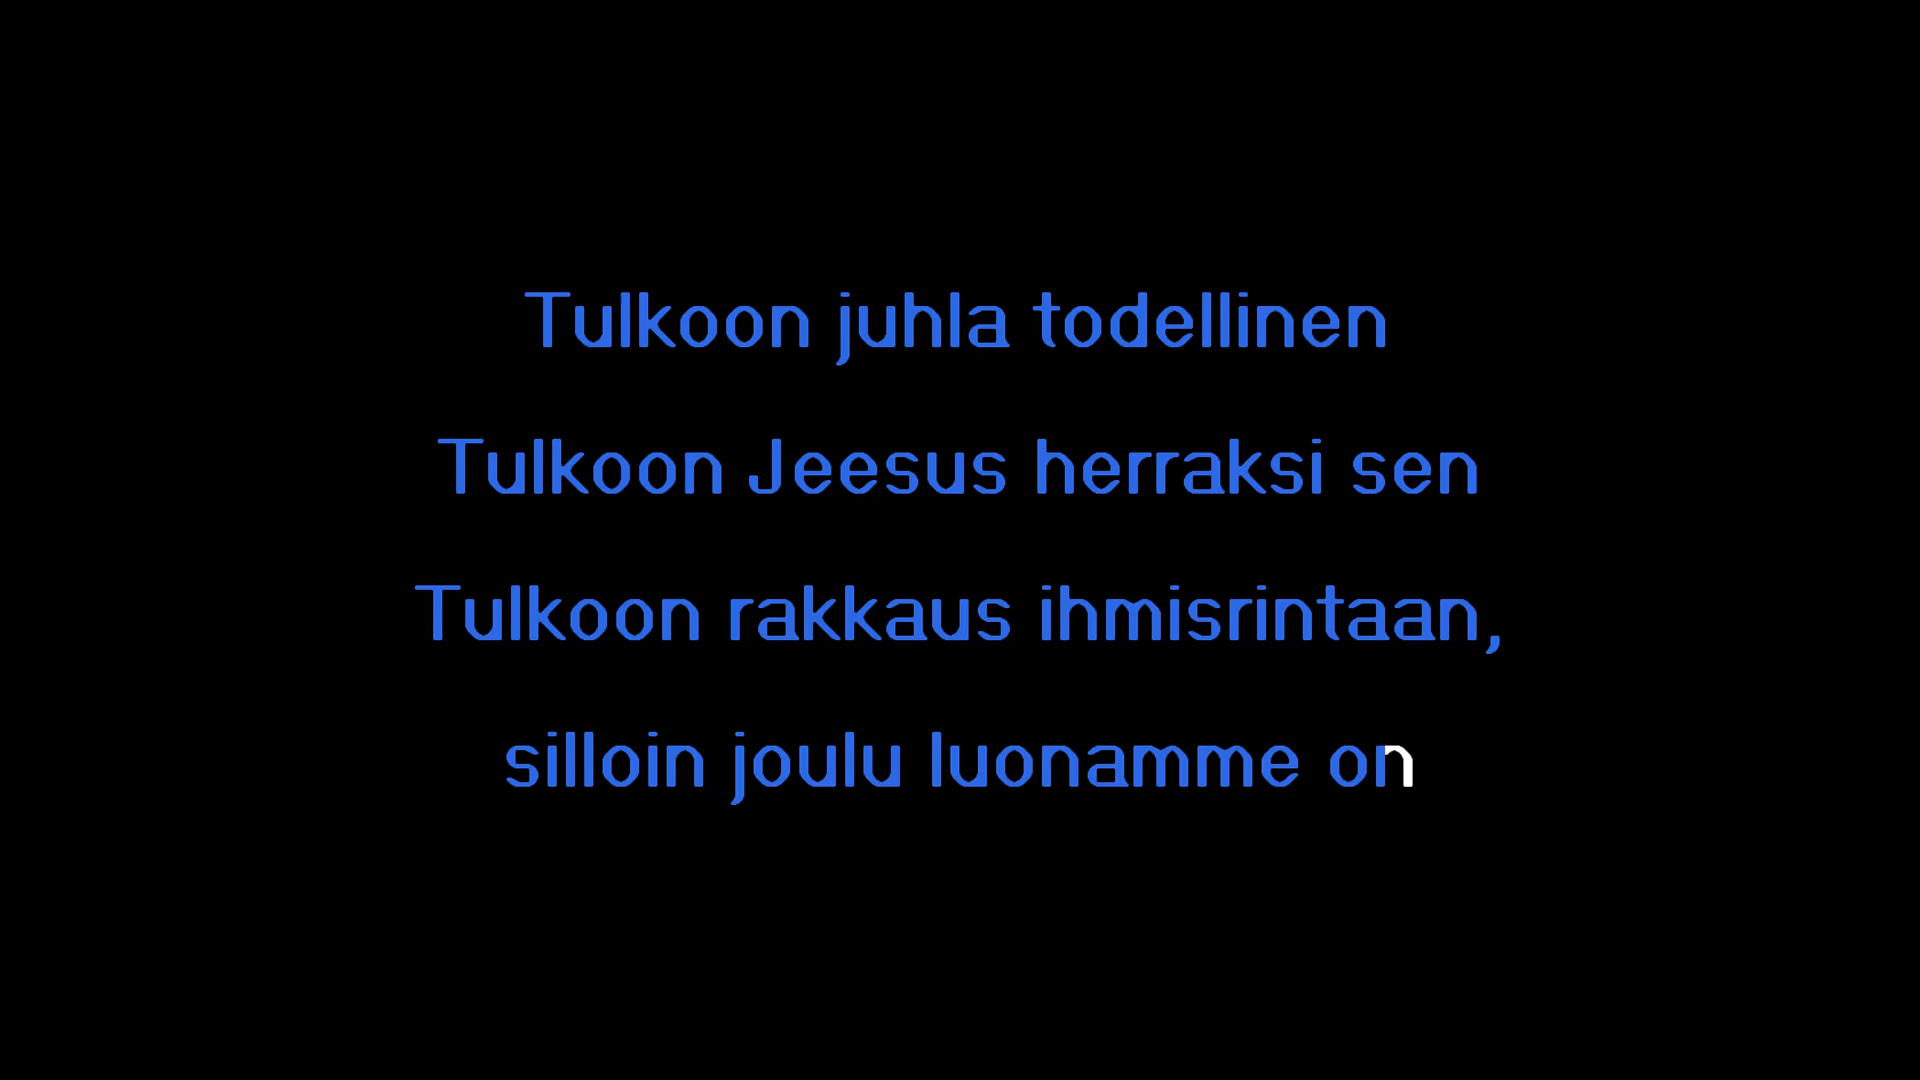 Tulkoon juhla todellinen
Tulkoon Jeesus herraksi sen
Tulkoon rakkaus ihmisrintaan,
silloin joulu luonamme on